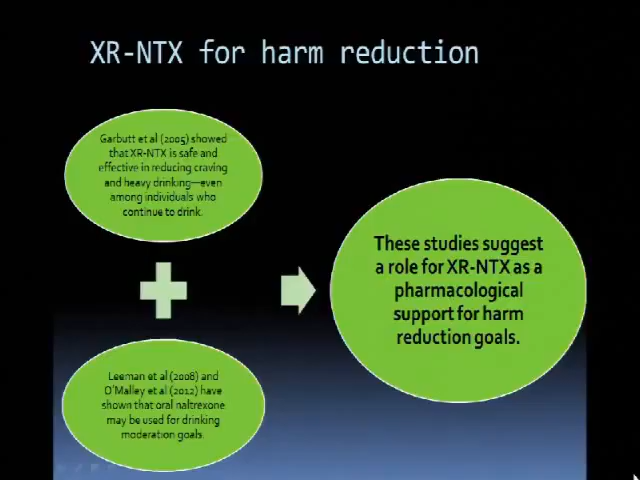 XR-NTX for harm reduction
Garbutt et al (2005) showed
that XR-NTX is safe and
effective in reducing craving
and heavy drinking—even
among individuals who
continue to drink.
These studies suggest
a role for XR-NTX as a
pharmacological
support for harm
reduction goals.
Leeman et al (2008) and
O'Malley et al (2012) have
shown that oral naltrexone
may be used for drinking
moderation goals.